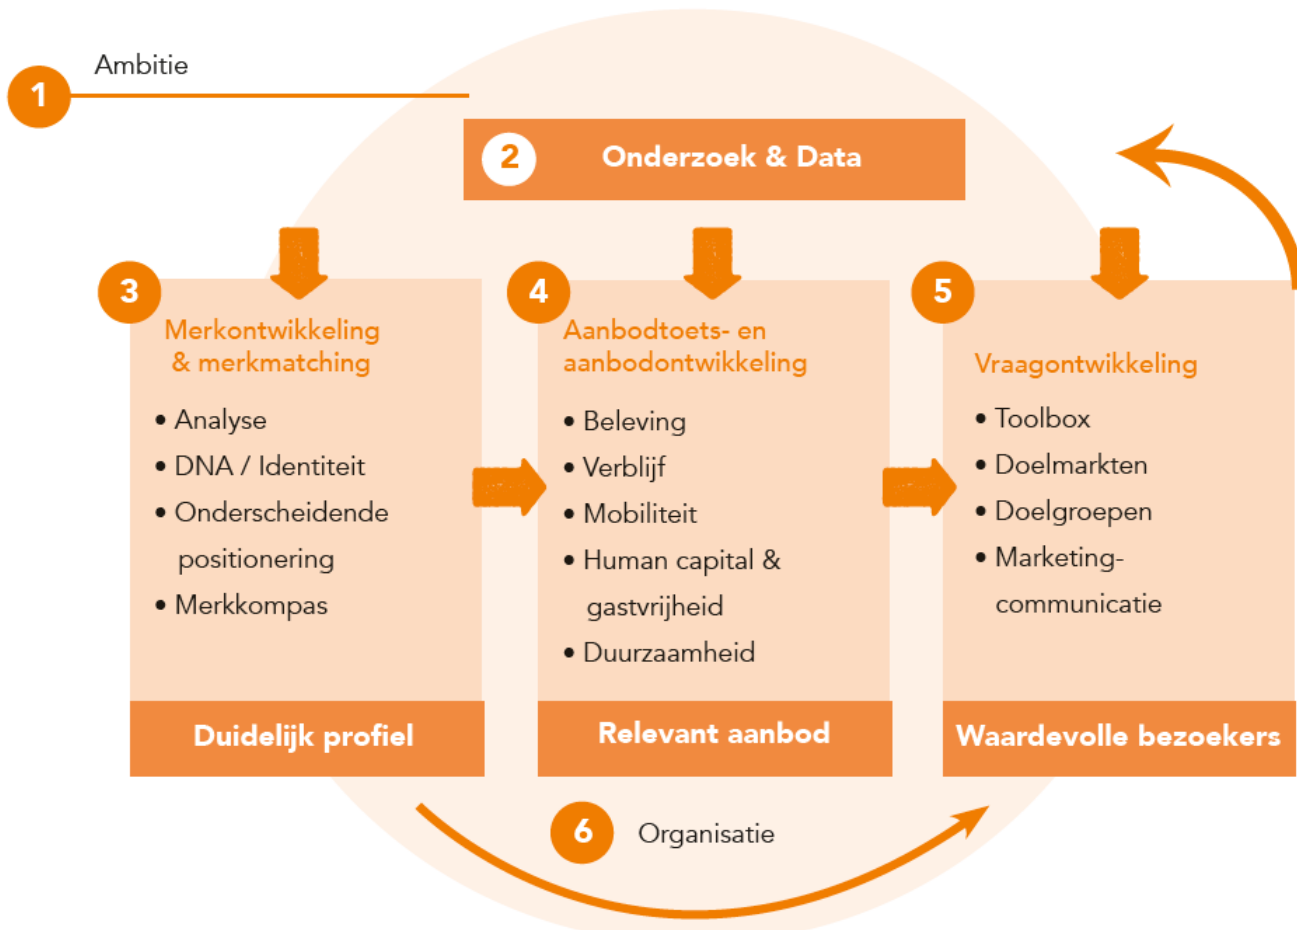 Ambitie
1
2 Onderzoek & Data
3
Merkontwikkeling
& merkmatching
• Analyse
• DNA / Identiteit
• Onderscheidende
positionering
• Merkkompas
Duidelijk profiel
4
Aanbodtoets- en
aanbodontwikkeling
• Beleving
• Verblijf
• Mobiliteit
• Human capital &
gastvrijheid
• Duurzaamheid
Relevant aanbod
5
Vraagontwikkeling
• Toolbox
• Doelmarkten
• Doelgroepen
• Marketing-
communicatie
Waardevolle bezoekers
6 Organisatie